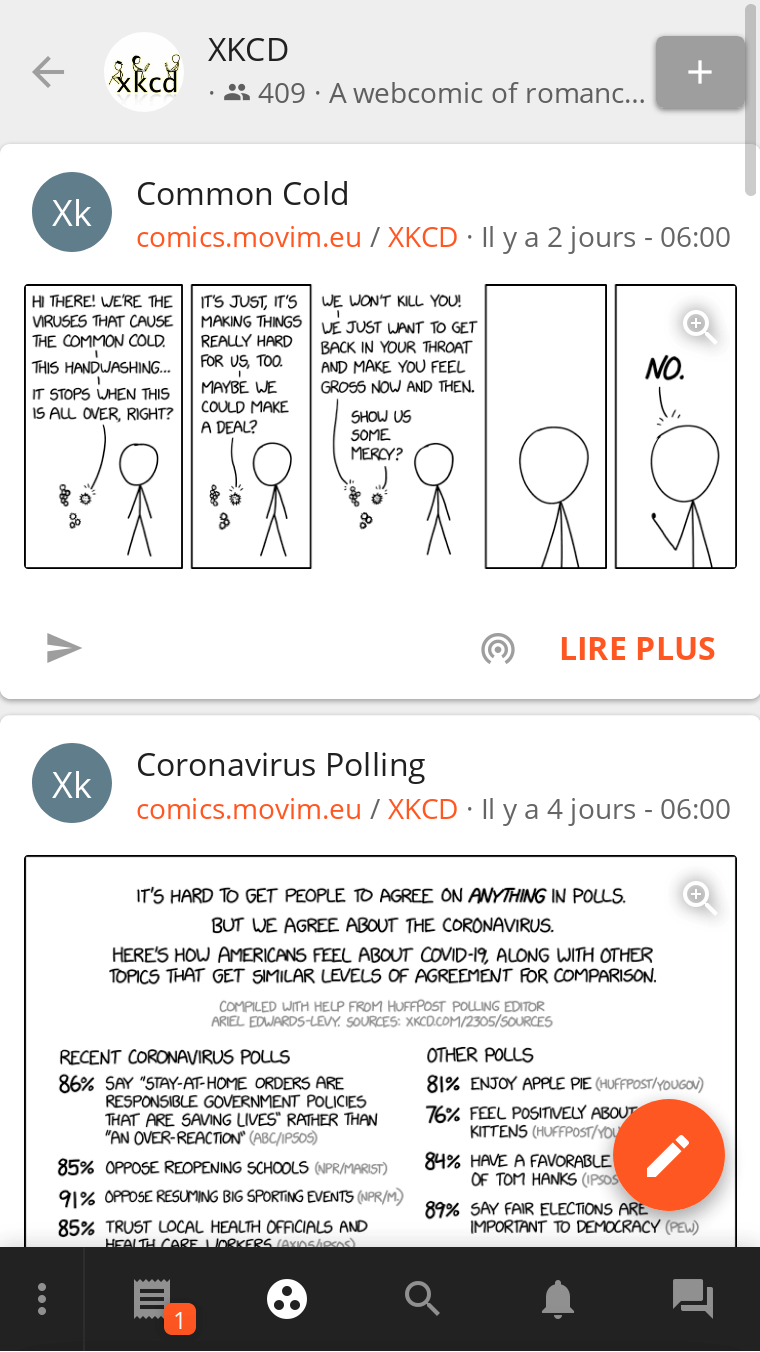 XKCD
xkcd
· 409 · A webcomic of romanc...
Xk
Common Cold
comics.movim.eu / XKCD · Il y a 2 jours - 06:00
HI THERE! WE'RE THE
VIRUSES THAT CAUSE
THE COMMON COLD.
THIS HANDWASHING...
IT STOPS WHEN THIS
IS ALL OVER, RIGHT?
IT'S JUST, IT'S
MAKING THINGS
REALLY HARD
FOR US, TOO.
MAYBE WE
COULD MAKE
A DEAL?
WE WON'T KILL YOU!
WE JUST WANT TO GET
BACK IN YOUR THROAT
AND MAKE YOU FEEL
GROSS NOW AND THEN.
SHOW US
SOME
MERCY?
NO.
LIRE PLUS
Xk
Coronavirus Polling
comics.movim.eu / XKCD · Il y a 4 jours - 06:00
IT'S HARD TO GET PEOPLE TO AGREE ON ANYTHING IN POLLS.
BUT WE AGREE ABOUT THE CORONAVIRUS.
HERE'S HOW AMERICANS FEEL ABOUT COVID-19, ALONG WITH OTHER
TOPICS THAT GET SIMILAR LEVELS OF AGREEMENT FOR COMPARISON.
COMPILED WITH HELP FROM HUFFPOST POLLING EDITOR
ARIEL EDWARDS-LEVY. SOURCES: XKCD.COM/2305/SOURCES
RECENT CORONAVIRUS POLLS
86% SAY "STAY-AT-HOME ORDERS ARE
RESPONSIBLE GOVERNMENT POLICIES
THAT ARE SAVING LIVES" RATHER THAN
"AN OVER-REACTION" (ABC/IPSOS)
85% OPPOSE REOPENING SCHOOLS (NPR/MARIST)
91% OPPOSE RESUMING BIG SPORTING EVENTS (NPR/M.)
85% TRUST LOCAL HEALTH OFFICIALS AND
HEALTH CARE WORKERS (AXIOS/IPSOS)
OTHER POLLS
81% ENJOY APPLE PIE (HUFFPOST/YOUGOV)
76% FEEL POSITIVELY ABOUT
KITTENS (HUFFPOST/YOU
84% HAVE A FAVORABLE
OF TOM HANKS (IPSOS
89% SAY FAIR ELECTIONS ARE
IMPORTANT TO DEMOCRACY (PEW)
1